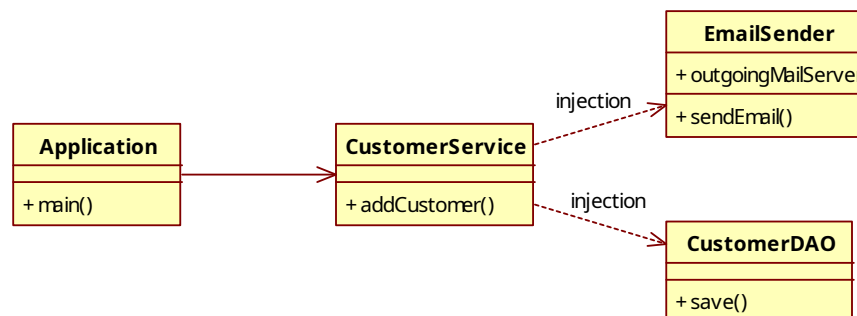 EmailSender
+ outgoingMailServer
+ sendEmail()
injection
Application
+ main()
CustomerService
+ addCustomer()
injection
CustomerDAO
+ save()